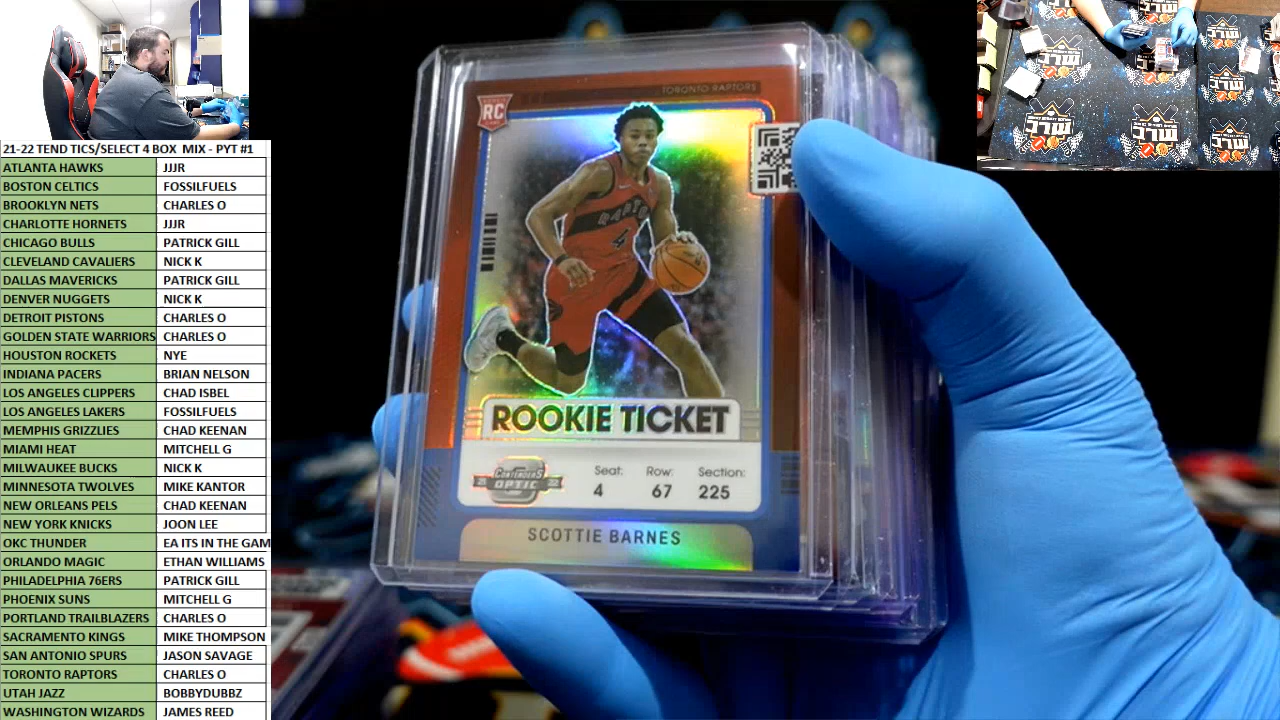 21-22 TEND TICS/SELECT 4 BOX MIX - PYT #1
ATLANTA HAWKS JJJR
BOSTON CELTICS FOSSILFUELS
BROOKLYN NETS CHARLES O
CHARLOTTE HORNETS JJJR
CHICAGO BULLS PATRICK GILL
CLEVELAND CAVALIERS NICK K
DALLAS MAVERICKS PATRICK GILL
DENVER NUGGETS NICK K
DETROIT PISTONS CHARLES O
GOLDEN STATE WARRIORS CHARLES O
HOUSTON ROCKETS NYE
INDIANA PACERS BRIAN NELSON
LOS ANGELES CLIPPERS CHAD ISBEL
LOS ANGELES LAKERS FOSSILFUELS
MEMPHIS GRIZZLIES CHAD KEENAN
MIAMI HEAT MITCHELL G
MILWAUKEE BUCKS NICK K
MINNESOTA TWOLVES MIKE KANTOR
NEW ORLEANS PELS CHAD KEENAN
NEW YORK KNICKS JOON LEE
OKC THUNDER EA ITS IN THE GAM
ORLANDO MAGIC ETHAN WILLIAMS
PHILADELPHIA 76ERS PATRICK GILL
PHOENIX SUNS MITCHELL G
PORTLAND TRAILBLAZERS CHARLES O
SACRAMENTO KINGS MIKE THOMPSON
SAN ANTONIO SPURS JASON SAVAGE
TORONTO RAPTORS CHARLES O
UTAH JAZZ BOBBYDUBBZ
WASHINGTON WIZARDS JAMES REED
TORONTO RAPTORS
RC
4
ROOKIE TICKET
CONTENDERS
21 OPTIC 22
Seat: Row: Section:
4 67 225
SCOTTIE BARNES